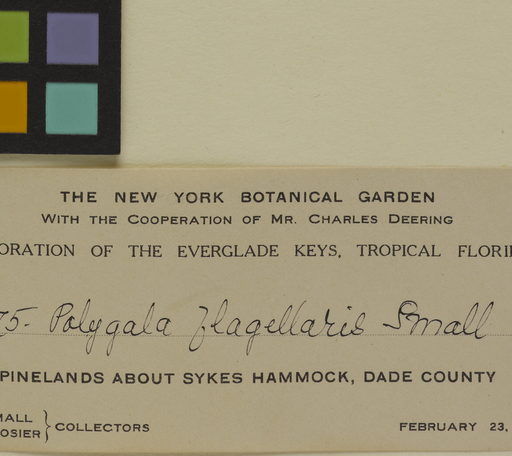 THE NEW YORK BOTANICAL GARDEN
WITH THE COOPERATION OF MR. CHARLES DEERING
ORATION OF THE EVERGLADE KEYS, TROPICAL FLORI
75. Polygala flagellaris Small
PINELANDS ABOUT SYKES HAMMOCK, DADE COUNTY
MALL
OSIER } COLLECTORS
FEBRUARY 23,